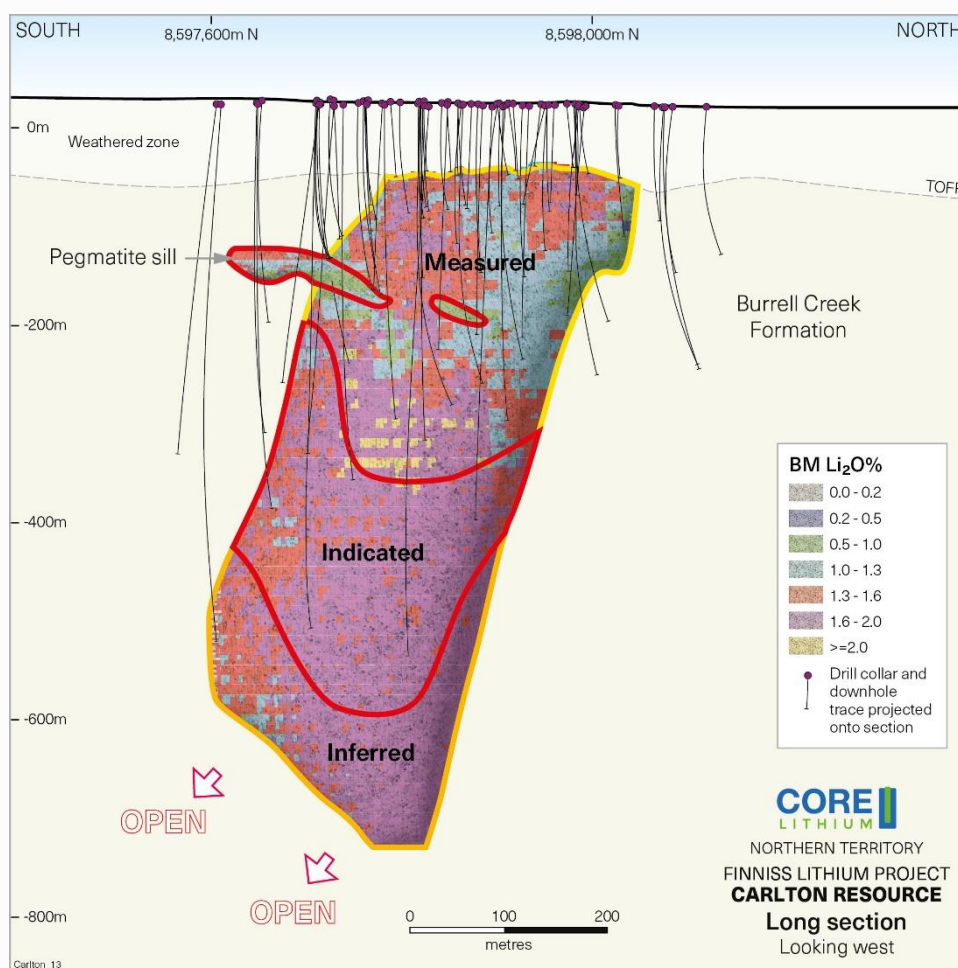 SOUTH
8,597,600m N
8,598,000m N
NORTH
0m
Weathered zone
TOFR
Pegmatite sill
Measured
-200m
Burrell Creek
Formation
BM Li₂O%
0.0 - 0.2
0.2 - 0.5
0.5 - 1.0
1.0 - 1.3
1.3 - 1.6
1.6 - 2.0
>=2.0
Drill collar and
downhole
trace projected
onto section
-400m
Indicated
-600m
Inferred
OPEN
OPEN
-800m
0 100 200
metres
CORE
LITHIUM
NORTHERN TERRITORY
FINNISS LITHIUM PROJECT
CARLTON RESOURCE
Long section
Looking west
Carlton_13